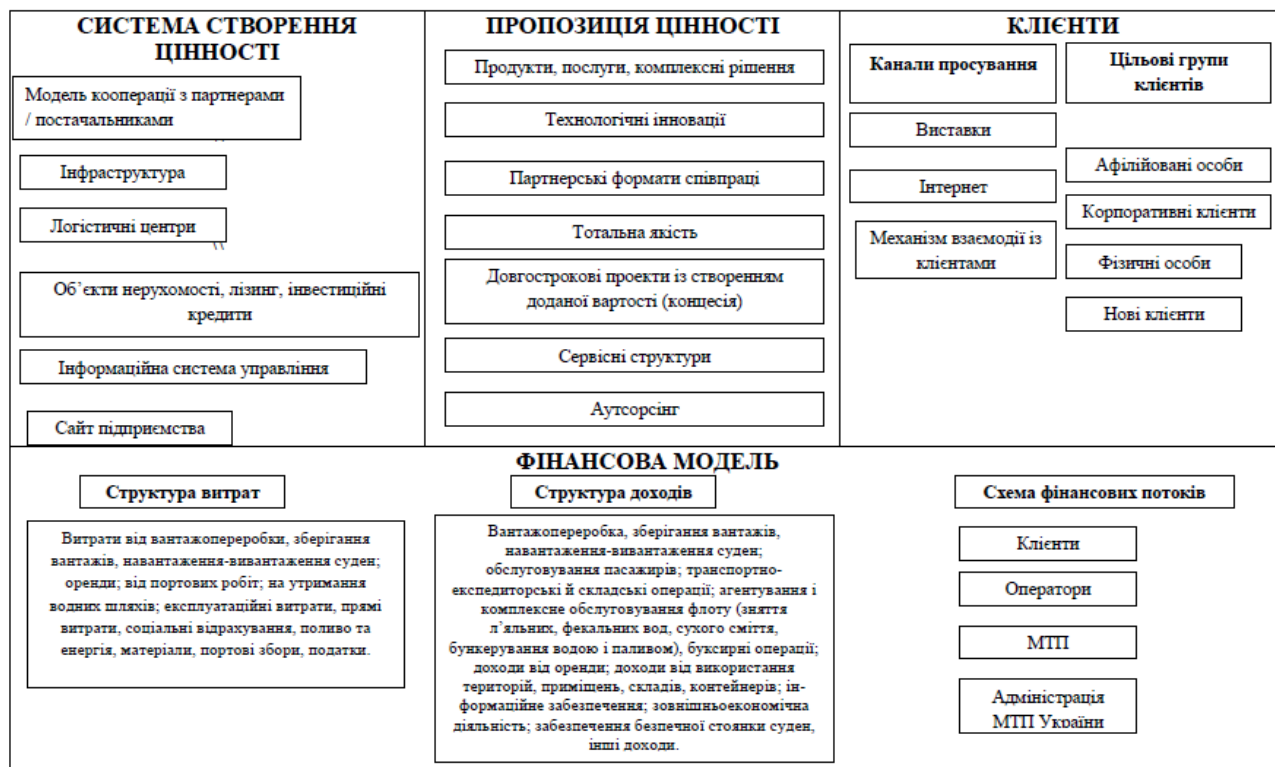 СИСТЕМА СТВОРЕННЯ
ЦІННОСТІ
Модель кооперації з партнерами
/ постачальниками
Інфраструктура
Логістичні центри
Об’єкти нерухомості, лізинг, інвестиційні
кредити
Інформаційна система управління
Сайт підприємства
ПРОПОЗИЦІЯ ЦІННОСТІ
Продукти, послуги, комплексні рішення
Технологічні інновації
Партнерські формати співпраці
Тотальна якість
Довгострокові проекти із створенням
доданої вартості (концесія)
Сервісні структури
Аутсорсінг
КЛІЄНТИ
Канали просування
Виставки
Інтернет
Механізм взаємодії із
клієнтами
Цільові групи
клієнтів
Афілійовані особи
Корпоративні клієнти
Фізичні особи
Нові клієнти
ФІНАНСОВА МОДЕЛЬ
Структура витрат
Витрати від вантажопереробки, зберігання
вантажів, навантаження-вивантаження суден;
оренди; від портових робіт; на утримання
водних шляхів; експлуатаційні витрати, прямі
витрати, соціальні відрахування, поливо та
енергія, матеріали, портові збори, податки.
Структура доходів
Вантажопереробка, зберігання вантажів,
навантаження-вивантаження суден;
обслуговування пасажирів; транспортно-
експедиторські й складські операції; агентування і
комплексне обслуговування флоту (зняття
л’яльних, фекальних вод, сухого сміття,
бункерування водою і паливом), буксирні операції;
доходи від оренди; доходи від використання
територій, приміщень, складів, контейнерів; ін-
формаційне забезпечення; зовнішньоекономічна
діяльність; забезпечення безпечної стоянки суден,
інші доходи.
Схема фінансових потоків
Клієнти
Оператори
МТП
Адміністрація
МТП України